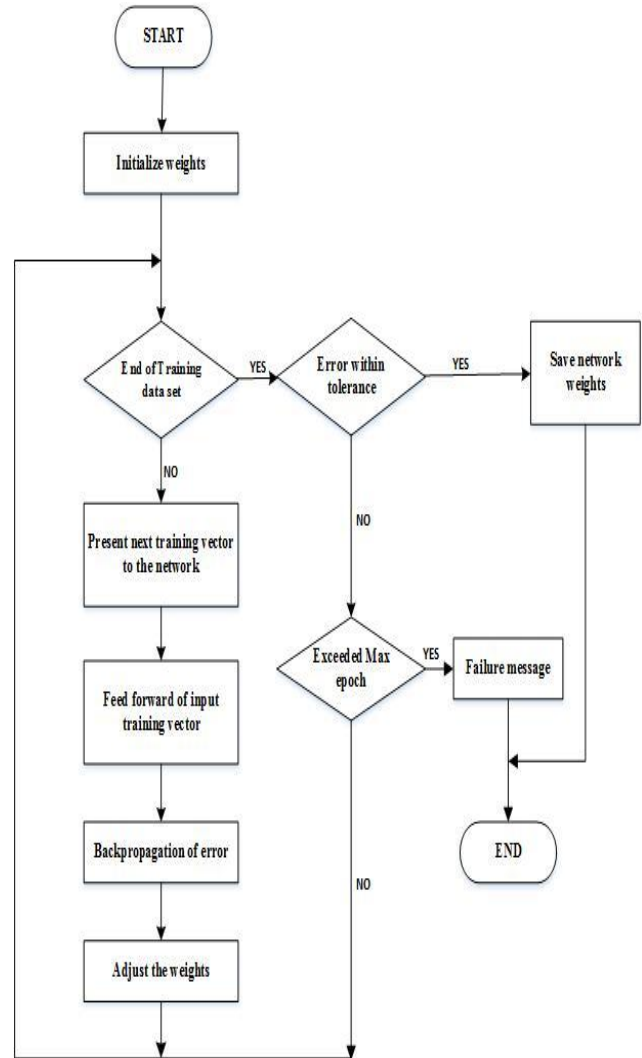 START
Initialize weights
End of Training
data set
YES
Error within
tolerance
YES
Save network
weights
NO
Present next training vector
to the network
NO
Feed forward of input
training vector
Exceeded Max
epoch
YES
Failure message
Backpropagation of error
END
NO
Adjust the weights